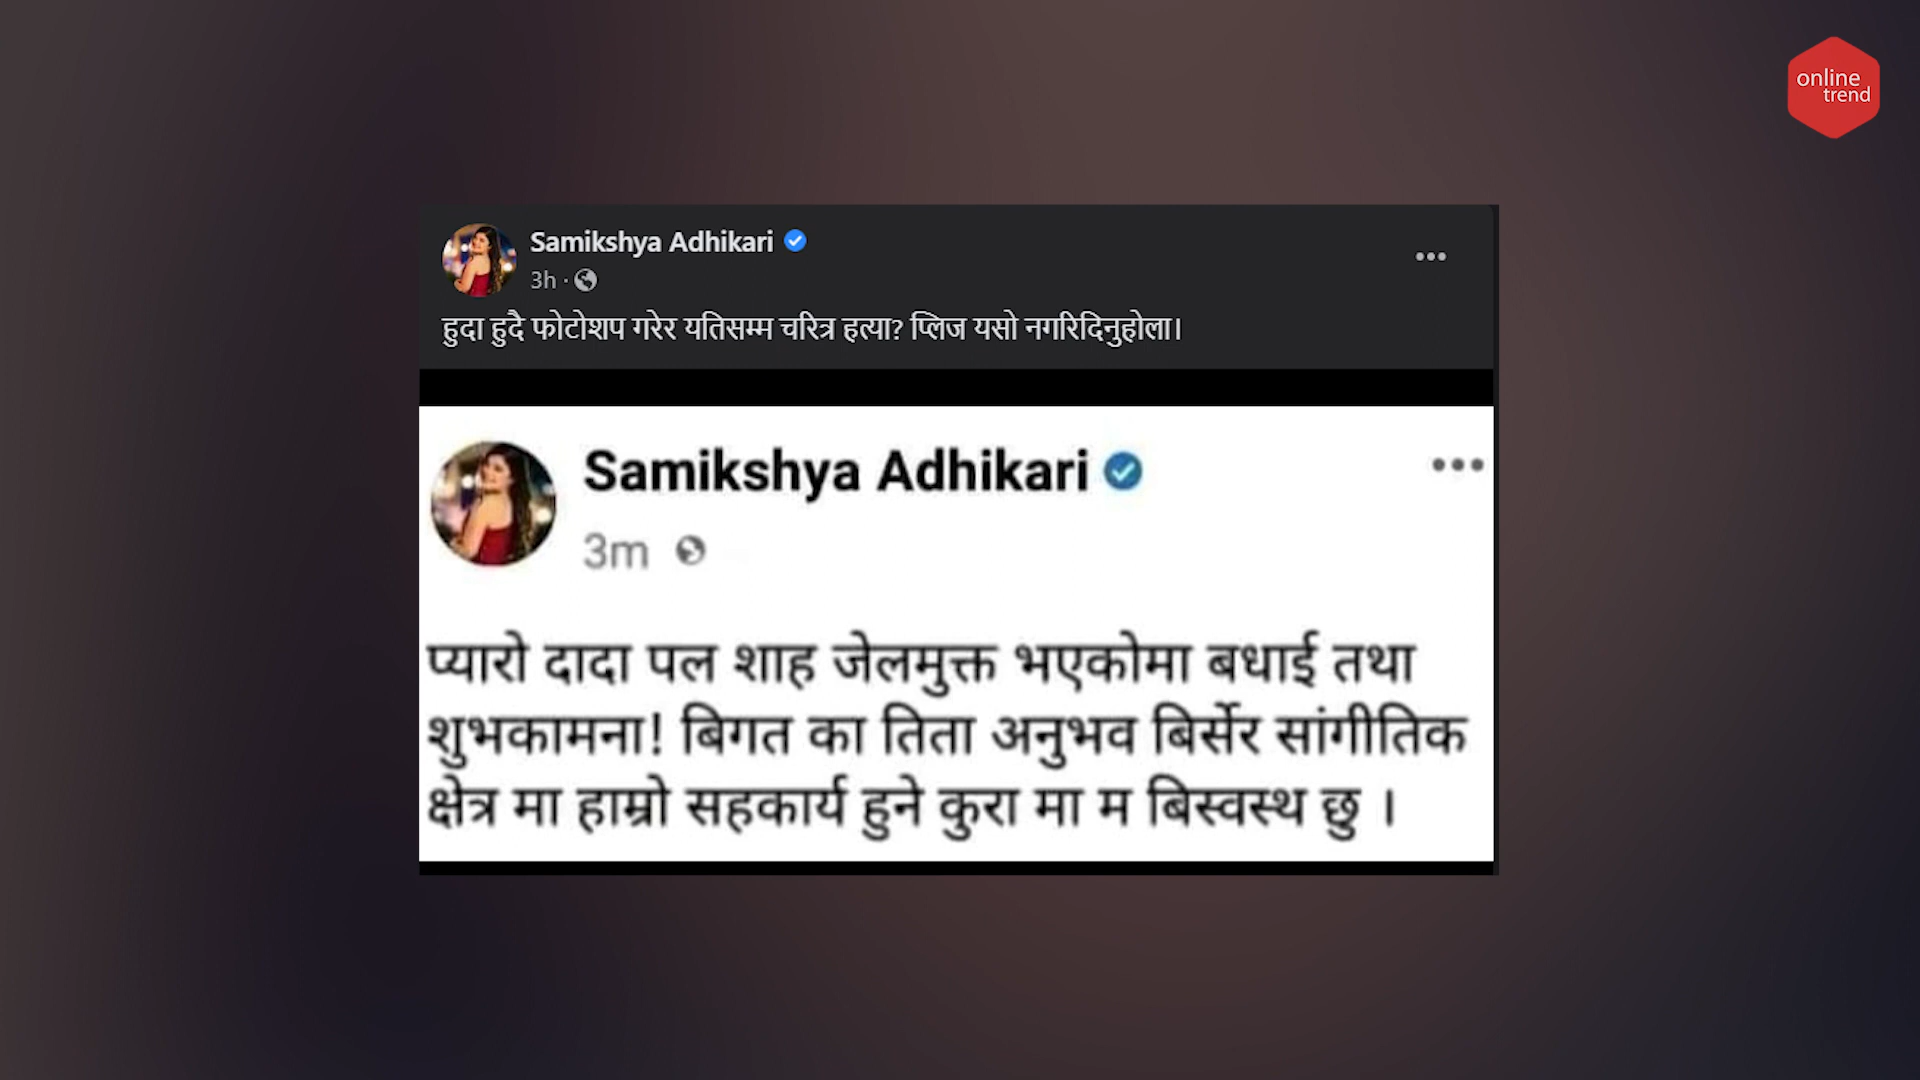 online
trend
Samikshya Adhikari
3h ·
हुदा हुदै फोटोशप गरेर यतिसम्म चरित्र हत्या? प्लिज यसो नगरिदिनुहोला।
Samikshya Adhikari
3m
प्यारो दादा पल शाह जेलमुक्त भएकोमा बधाई तथा
शुभकामना! बिगत का तिता अनुभव बिर्सेर सांगीतिक
क्षेत्र मा हाम्रो सहकार्य हुने कुरा मा म बिस्वस्थ छु ।